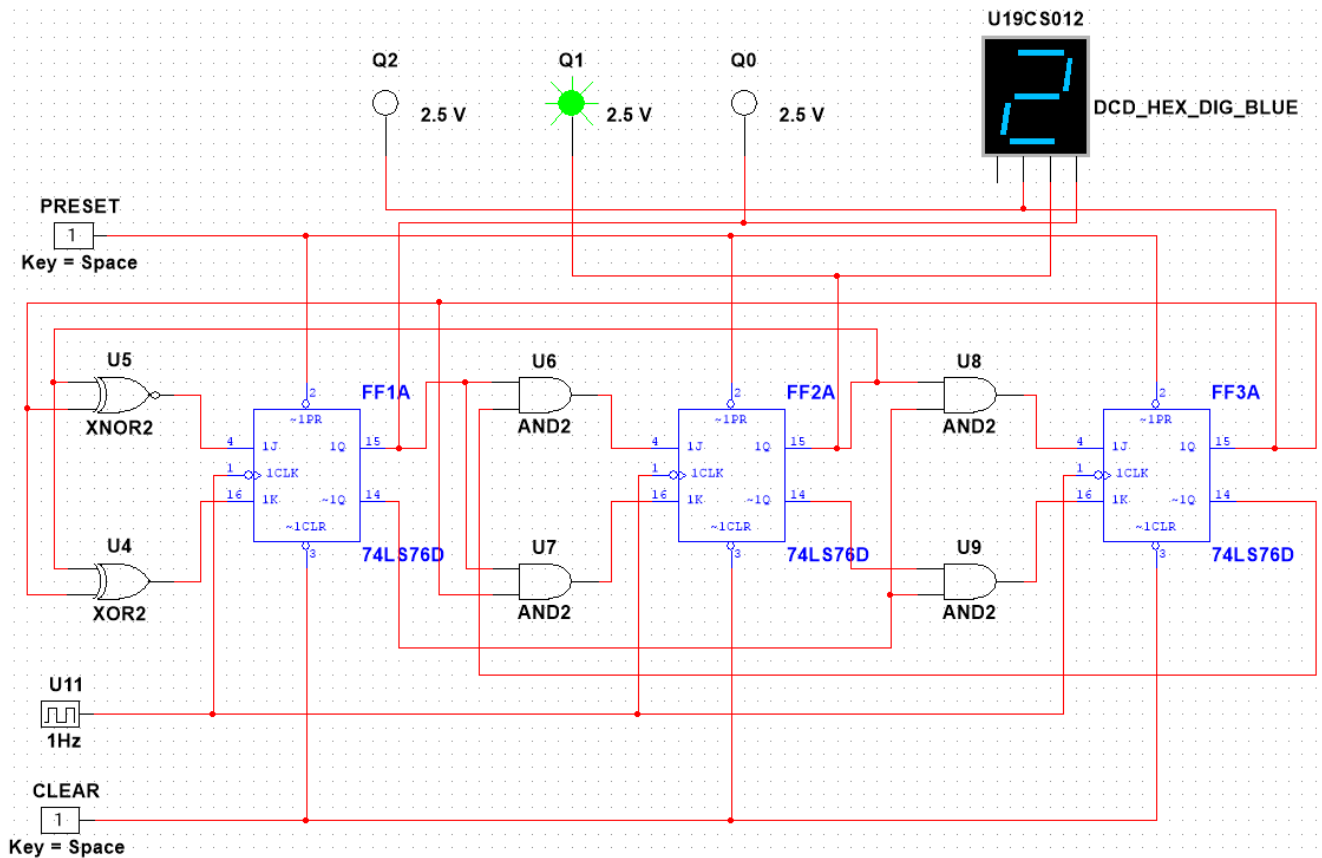 U19CS012
Q2
Q1
Q0
2.5 V
2.5 V
2.5 V
2
DCD_HEX_DIG_BLUE
PRESET
1
Key = Space
U5
XNOR2
U4
XOR2
2
FF1A
~1PR
4
1J
1Q
15
1
1CLK
16
1K
~1Q
14
~1CLR
3
74LS76D
U6
AND2
U7
AND2
2
FF2A
~1PR
4
1J
1Q
15
1
1CLK
16
1K
~1Q
14
~1CLR
3
74LS76D
U8
AND2
U9
AND2
2
FF3A
~1PR
4
1J
1Q
15
1
1CLK
16
1K
~1Q
14
~1CLR
3
74LS76D
U11
1Hz
CLEAR
1
Key = Space